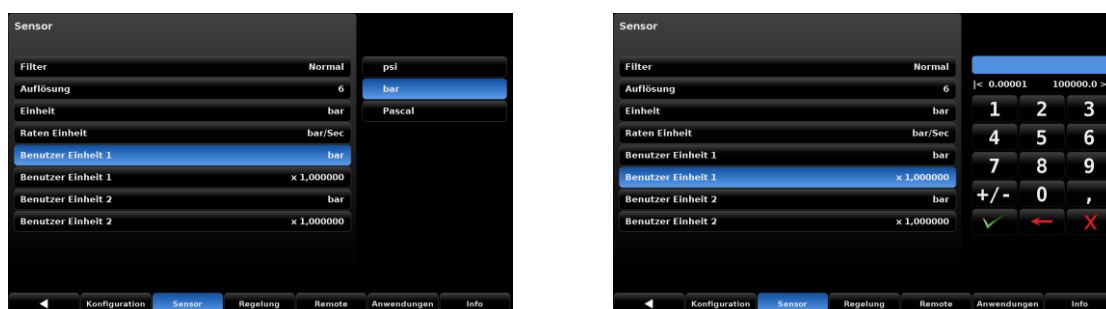 Sensor
Filter Normal
Auflösung 6
Einheit bar
Raten Einheit bar/Sec
Benutzer Einheit 1 bar
Benutzer Einheit 1 x 1,000000
Benutzer Einheit 2 bar
Benutzer Einheit 2 x 1,000000
psi
bar
Pascal
◀ Konfiguration Sensor Regelung Remote Anwendungen Info
Sensor
Filter Normal
Auflösung 6
Einheit bar
Raten Einheit bar/Sec
Benutzer Einheit 1 bar
Benutzer Einheit 1 x 1,000000
Benutzer Einheit 2 bar
Benutzer Einheit 2 x 1,000000
|< 0.00001 100000.0 >
1 2 3
4 5 6
7 8 9
+/- 0 ,
✓ ← X
◀ Konfiguration Sensor Regelung Remote Anwendungen Info